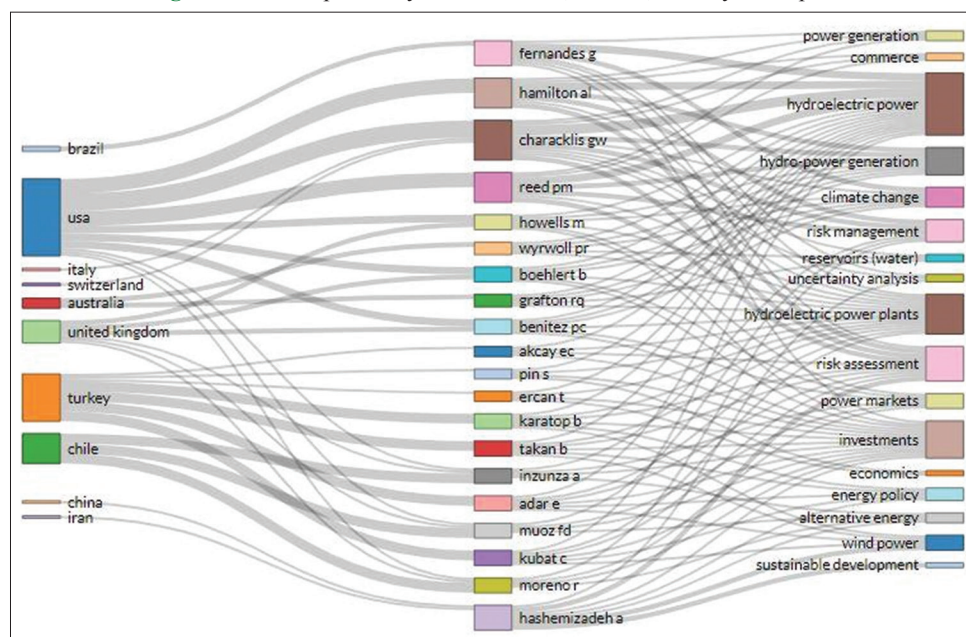 brazil
usa
italy
switzerland
australia
united kingdom
turkey
chile
china
iran
fernandes g
hamilton al
characklis gw
reed pm
howells m
wyrwoll pr
boehlert b
grafton rq
benitez pc
akcay ec
pin s
ercan t
karatop b
takan b
inzunza a
adar e
muoz fd
kubat c
moreno r
hashemizadeh a
power generation
commerce
hydroelectric power
hydro-power generation
climate change
risk management
reservoirs (water)
uncertainty analysis
hydroelectric power plants
risk assessment
power markets
investments
economics
energy policy
alternative energy
wind power
sustainable development